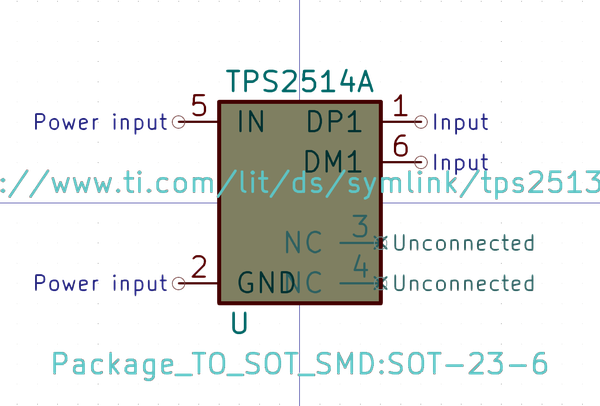 TPS2514A
Power input 5 IN DP1 1 Input
DM1 6 Input
://www.ti.com/lit/ds/symlink/tps2513
NC 3 Unconnected
Power input 2 GND NC 4 Unconnected
U
Package_TO_SOT_SMD:SOT-23-6